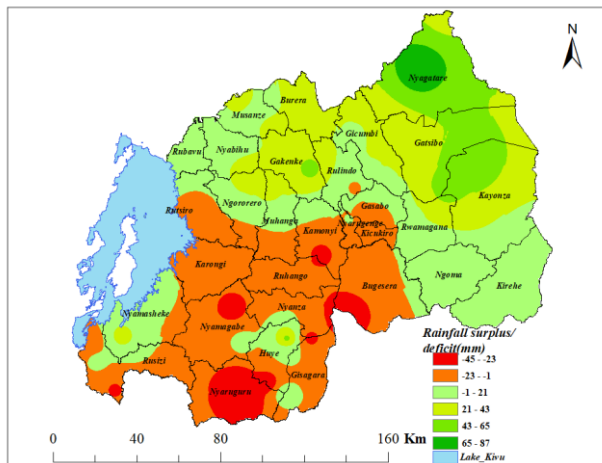 N
Nyagatare
Burera
Musanze
Gicumbi
Gatsibo
Rubavu
Nyabihu
Gakenke
Rulindo
Kayonza
Ngororero
Rutsiro
Gasabo
Muhanga
Nyarugenge
Kamonyi
Kicukiro
Rwamagana
Karongi
Ruhango
Bugesera
Ngoma
Kirehe
Nyamasheke
Nyanza
Nyamagabe
Huye
Rusizi
Gisagara
Nyaruguru
Rainfall surplus/
deficit(mm)
-45 - -23
-23 - -1
-1 - 21
21 - 43
43 - 65
65 - 87
Lake_Kivu
0 40 80 160 Km